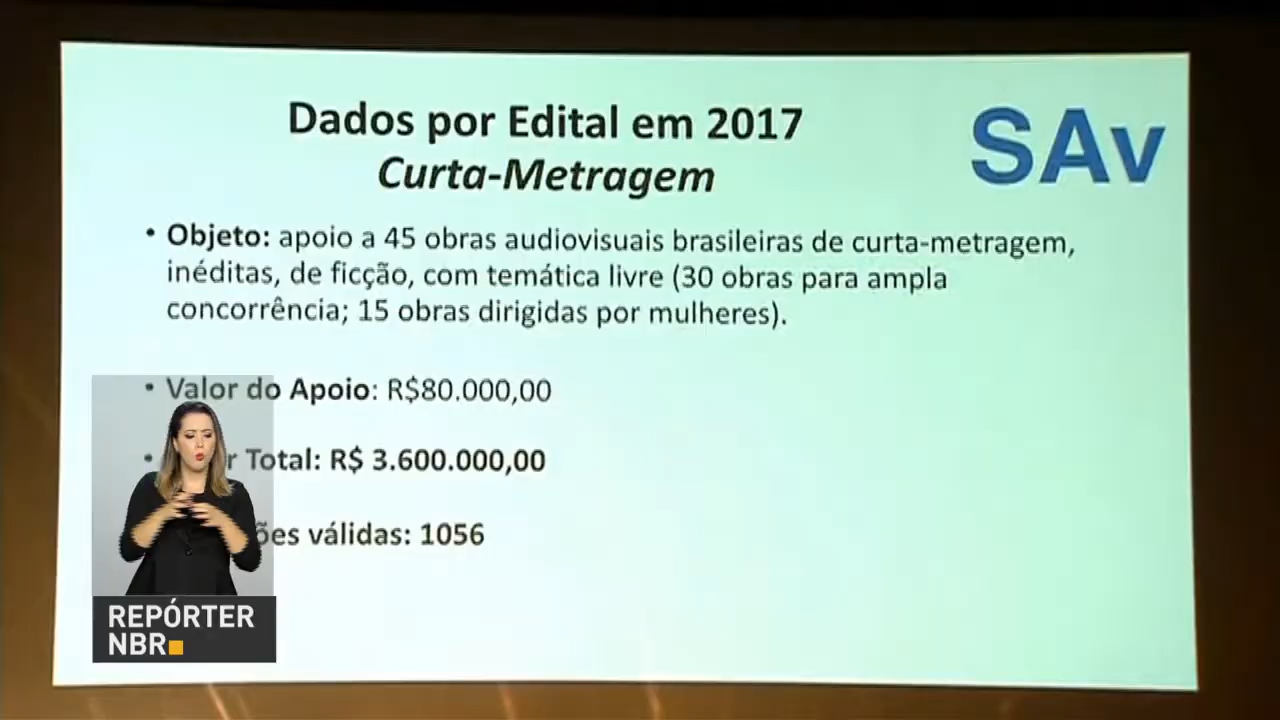 Dados por Edital em 2017
SAv
Curta-Metragem
• Objeto: apoio a 45 obras audiovisuais brasileiras de curta-metragem,
inéditas, de ficção, com temática livre (30 obras para ampla
concorrência; 15 obras dirigidas por mulheres).
• Valor do Apoio: R$80.000,00
• r Total: R$ 3.600.000,00
ões válidas: 1056
REPÓRTER
NBR